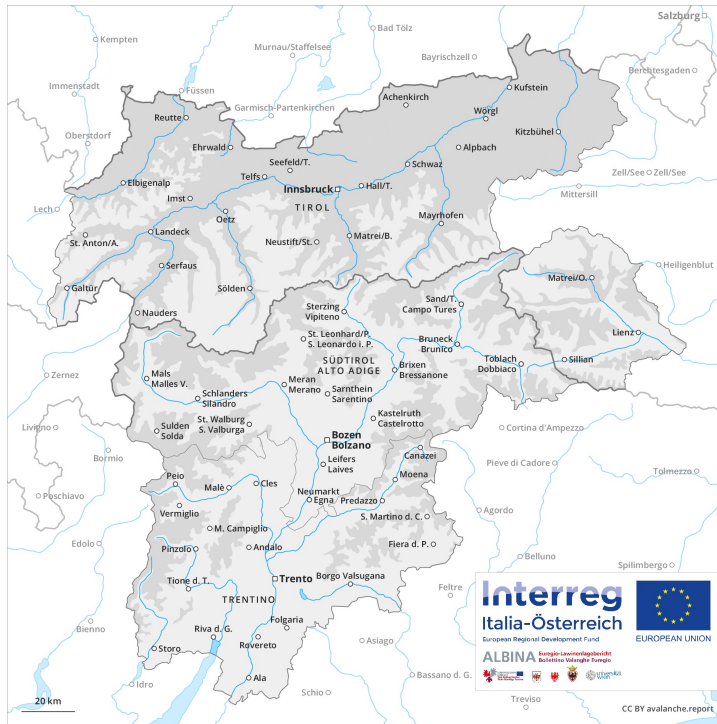 Salzburg
Kempten
Bad Tölz
Murnau/Staffelsee
Bayrischzell
Berchtesgaden
Immenstadt
Füssen
Garmisch-Partenkirchen
Achenkirch
Kufstein
Reutte
Wörgl
Oberstdorf
Ehrwald
Kitzbühel
Alpbach
Seefeld/T.
Schwaz
Telfs
Zell/See
Zell/See
Elbigenalp
Innsbruck
Hall/T.
Mittersill
Imst
TIROL
Lech
Oetz
Mayrhofen
Landeck
St. Anton/A.
Neustift/St.
Matrei/B.
Serfaus
Heiligenblut
Matrei/O.
Galtür
Sölden
Sand/T.
Campo Tures
Nauders
Sterzing
Vipiteno
Lienz
St. Leonhard/P.
S. Leonardo i. P.
Bruneck
Brunico
SÜDTIROL
ALTO ADIGE
Toblach
Dobbiaco
Sillian
Brixen
Bressanone
Zernez
Mals
Malles V.
Meran
Merano
Sarnthein
Sarentino
Schlanders
Silandro
Kastelruth
Castelrotto
St. Walburg
S. Valburga
Livigno
Sulden
Solda
Bozen
Bolzano
Cortina d'Ampezzo
Bormio
Canazei
Leifers
Laives
Pieve di Cadore
Tolmezzo
Peio
Moena
Malè
Cles
Neumarkt
Egna
Predazzo
Poschiavo
Vermiglio
Agordo
S. Martino d. C.
M. Campiglio
Edolo
Pinzolo
Andalo
Fiera d. P.
Belluno
Spilimbergo
Trento
Borgo Valsugana
Tione d. T.
Feltre
TRENTINO
Folgaria
Bienno
Riva d. G.
Rovereto
Asiago
Storo
Bassano d. G.
Ala
Idro
Schio
Treviso
Interreg
Italia-Österreich
European Regional Development Fund
EUROPEAN UNION
ALBINA
Euregio-Lawinenlagebericht
Bollettino Valanghe Euregio
universität
wien
20 km
CC BY avalanche.report